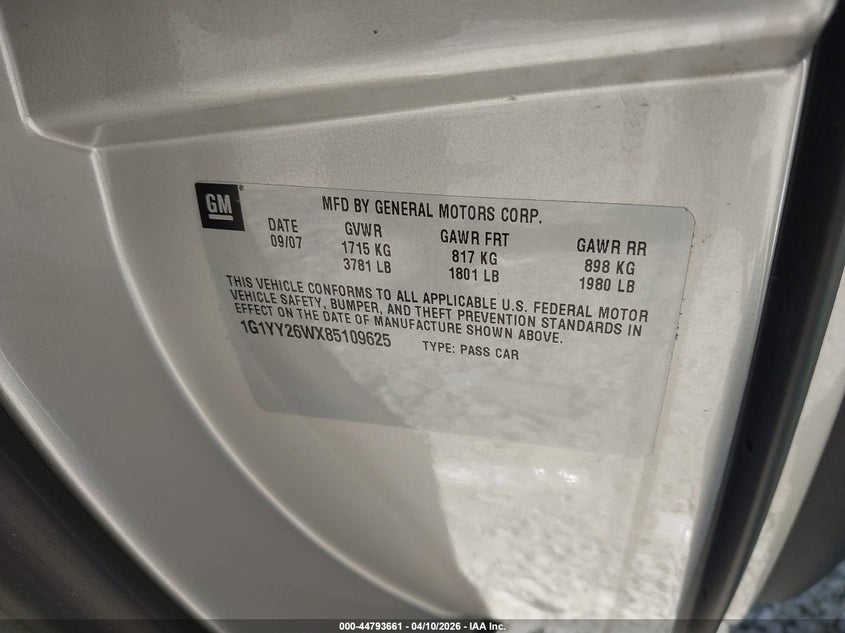 GM
MFD BY GENERAL MOTORS CORP.
DATE GVWR GAWR FRT GAWR RR
09/07 1715 KG 817 KG 898 KG
3781 LB 1801 LB 1980 LB
THIS VEHICLE CONFORMS TO ALL APPLICABLE U.S. FEDERAL MOTOR
VEHICLE SAFETY, BUMPER, AND THEFT PREVENTION STANDARDS IN
EFFECT ON THE DATE OF MANUFACTURE SHOWN ABOVE.
1G1YY26WX85109625 TYPE: PASS CAR
000-44793661 - 04/10/2026 - IAA Inc.